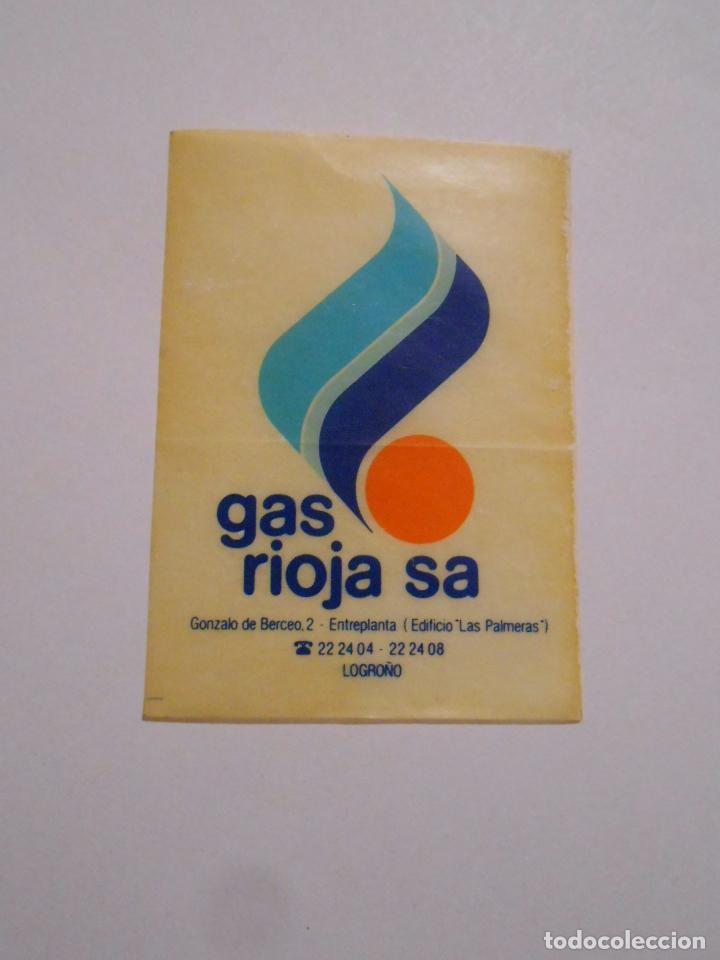 gas
rioja sa
Gonzalo de Berceo, 2 - Entreplanta (Edificio "Las Palmeras")
☎ 22 24 04 - 22 24 08
LOGROÑO
todocoleccion